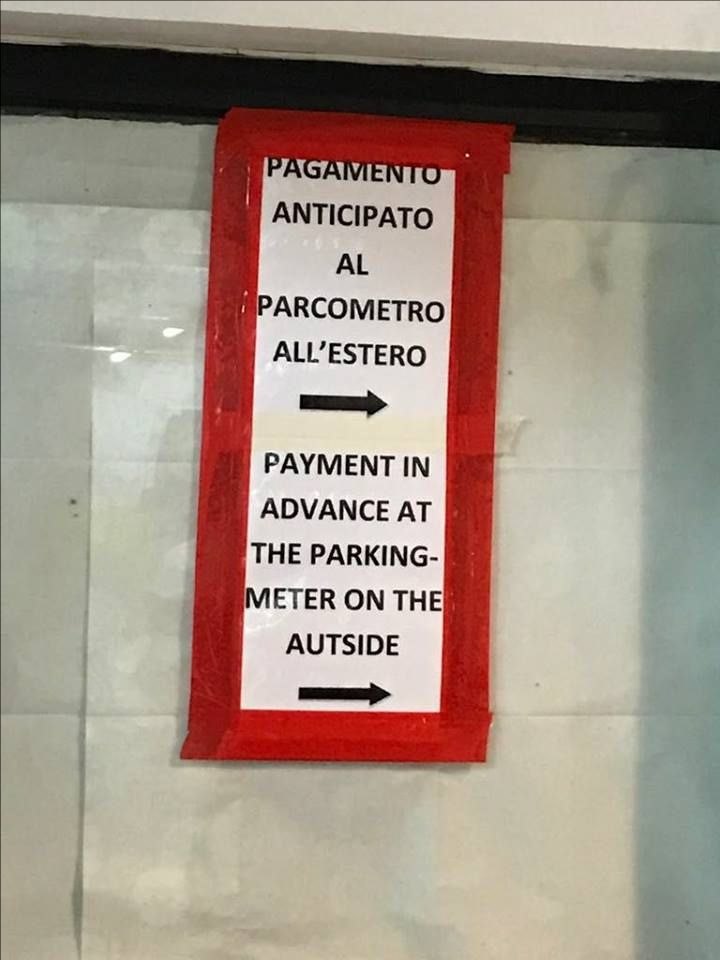 PAGAMENTO
ANTICIPATO
AL
PARCOMETRO
ALL'ESTERO
PAYMENT IN
ADVANCE AT
THE PARKING-
METER ON THE
AUTSIDE